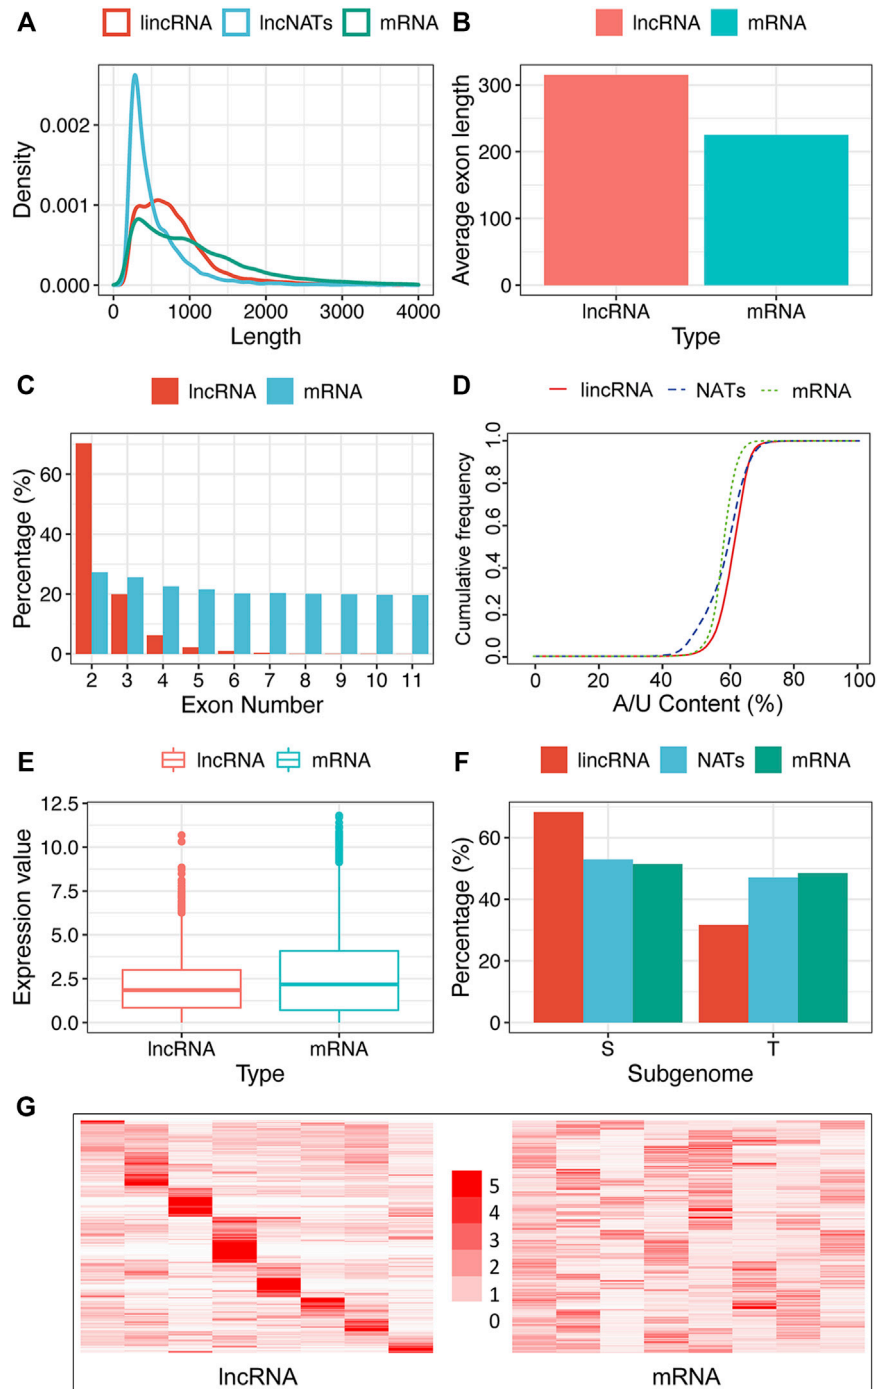 A
lincRNA lncNATs mRNA
Density
0.002
0.001
0.000
0 1000 2000 3000 4000
Length
B
lncRNA mRNA
Average exon length
300
200
100
0
lncRNA mRNA
Type
C
lncRNA mRNA
Percentage (%)
60
40
20
0
2 3 4 5 6 7 8 9 10 11
Exon Number
D
lincRNA NATs mRNA
Cumulative frequency
1.0
0.8
0.6
0.4
0.2
0.0
0 20 40 60 80 100
A/U Content (%)
E
lncRNA mRNA
Expression value
12.5
10.0
7.5
5.0
2.5
0.0
lncRNA mRNA
Type
F
lincRNA NATs mRNA
Percentage (%)
60
40
20
0
S T
Subgenome
G
5
4
3
2
1
0
lncRNA mRNA